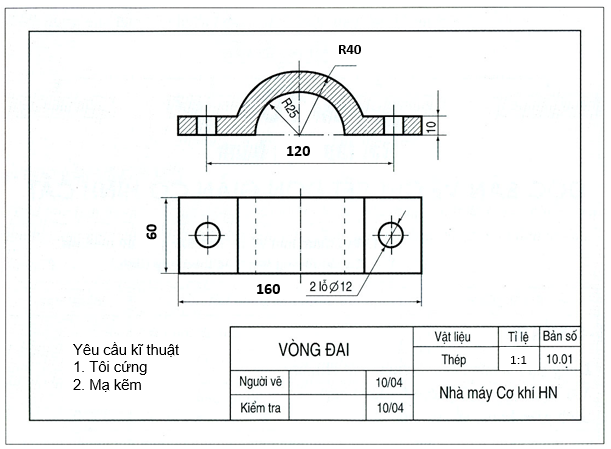 R40
R25
10
120
60
160
2 lỗ Ø 12
Yêu cầu kĩ thuật
1. Tôi cứng
2. Mạ kẽm
VÒNG ĐAI
Vật liệu Tỉ lệ Bản số
Thép 1:1 10.01
Người vẽ 10/04
Kiểm tra 10/04
Nhà máy Cơ khí HN